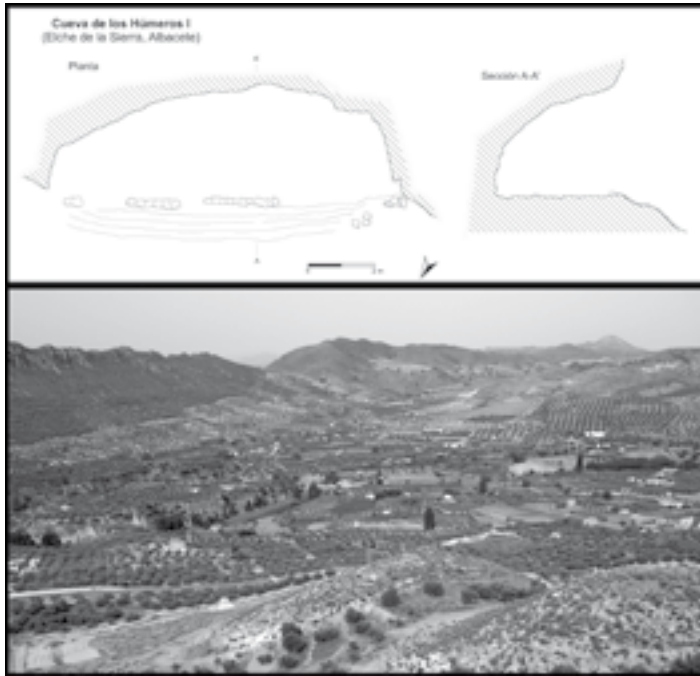 Cueva de los Húmeros I
(Elche de la Sierra, Albacete)
Planta
Sección A-A'
A